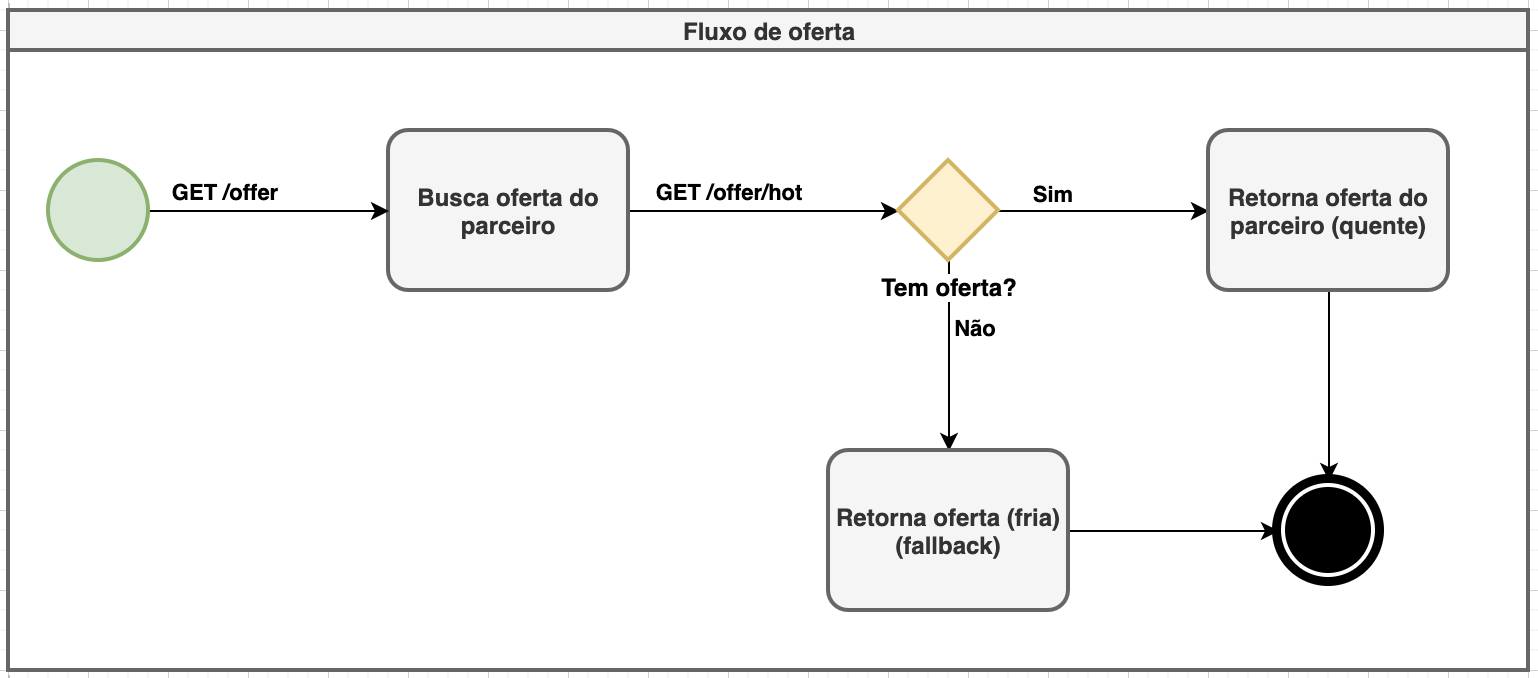 Fluxo de oferta
GET /offer
Busca oferta do
parceiro
GET /offer/hot
Sim
Retorna oferta do
parceiro (quente)
Tem oferta?
Não
Retorna oferta (fria)
(fallback)